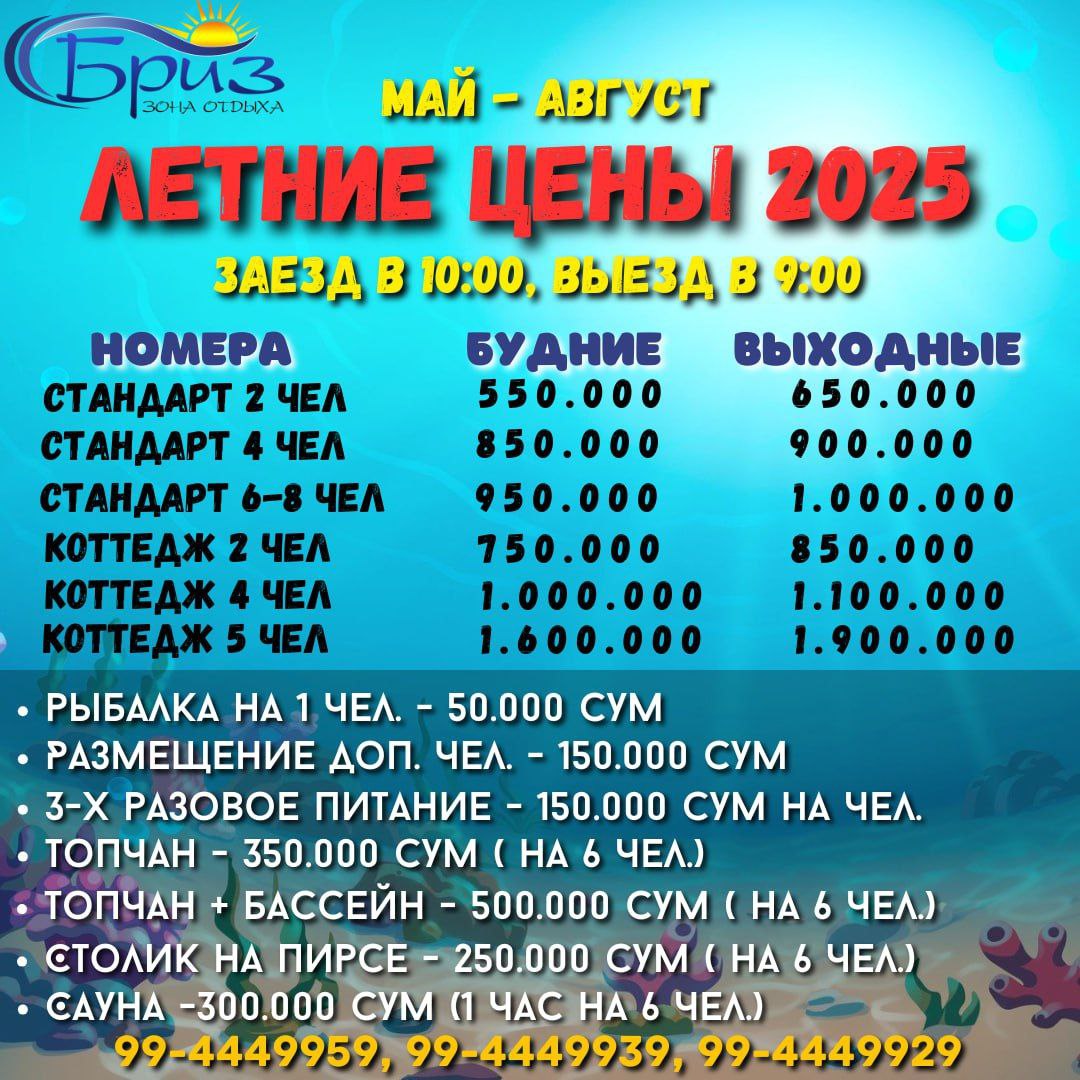 Бриз
ЗОНА ОТДЫХА
МАЙ - АВГУСТ
ЛЕТНИЕ ЦЕНЫ 2025
ЗАЕЗД В 10:00, ВЫЕЗД В 9:00
НОМЕРА БУДНИЕ ВЫХОДНЫЕ
СТАНДАРТ 2 ЧЕЛ 550.000 650.000
СТАНДАРТ 4 ЧЕЛ 850.000 900.000
СТАНДАРТ 6-8 ЧЕЛ 950.000 1.000.000
КОТТЕДЖ 2 ЧЕЛ 750.000 850.000
КОТТЕДЖ 4 ЧЕЛ 1.000.000 1.100.000
КОТТЕДЖ 5 ЧЕЛ 1.600.000 1.900.000
• РЫБАЛКА НА 1 ЧЕЛ. - 50.000 СУМ
• РАЗМЕЩЕНИЕ ДОП. ЧЕЛ. - 150.000 СУМ
• 3-Х РАЗОВОЕ ПИТАНИЕ - 150.000 СУМ НА ЧЕЛ.
• ТОПЧАН - 350.000 СУМ ( НА 6 ЧЕЛ.)
• ТОПЧАН + БАССЕЙН - 500.000 СУМ ( НА 6 ЧЕЛ.)
• СТОЛИК НА ПИРСЕ - 250.000 СУМ ( НА 6 ЧЕЛ.)
• САУНА -300.000 СУМ (1 ЧАС НА 6 ЧЕЛ.)
99-4449959, 99-4449939, 99-4449929